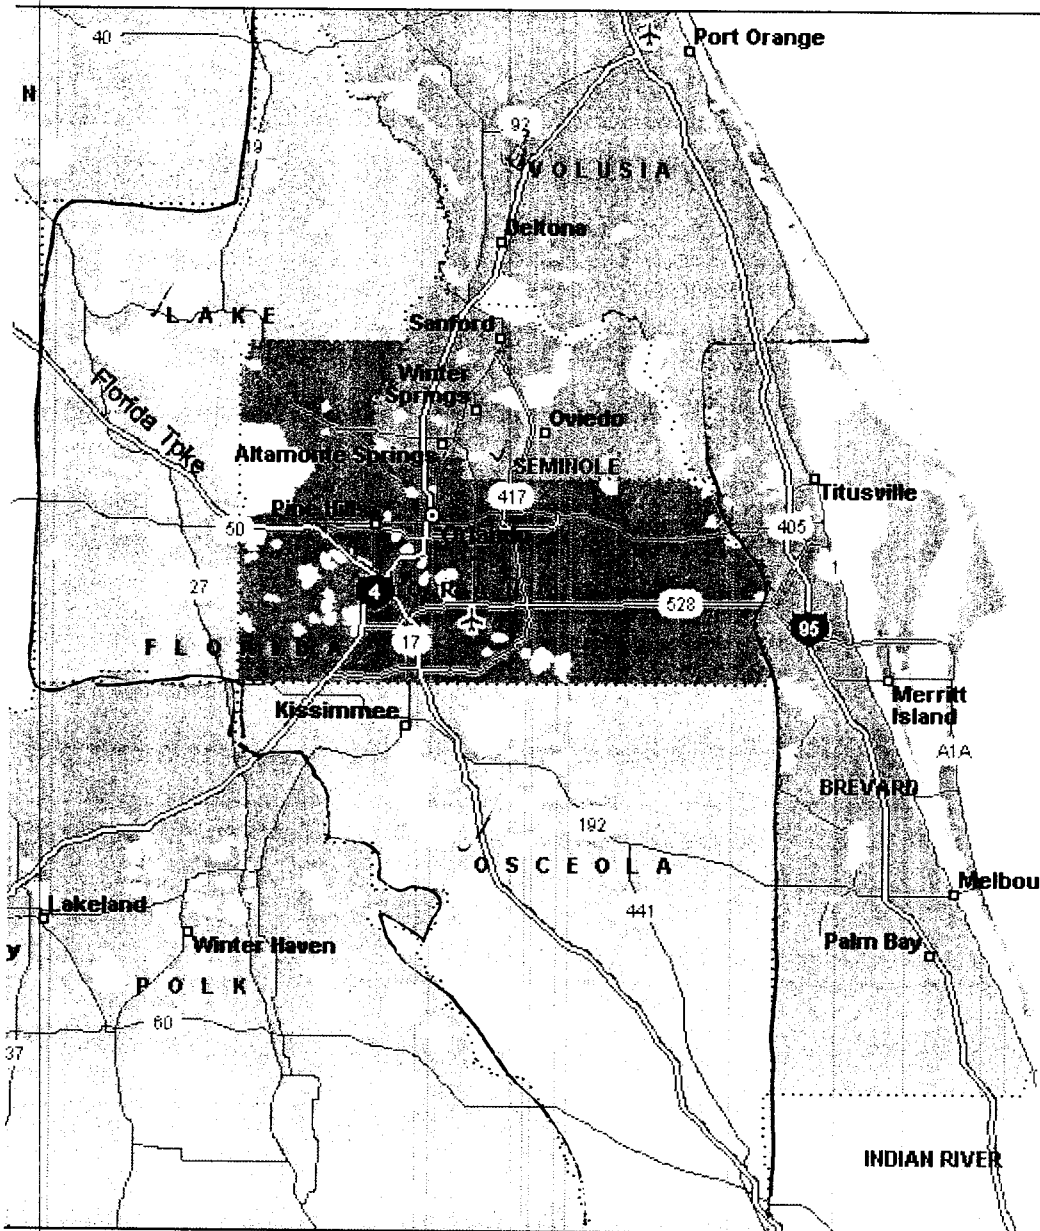 Port Orange
40
N
92
19
VOLUSIA
Deltona
LAKE
Sanford
Winter
Springs
Florida Tpke
Oviedo
Altamonte Springs
SEMINOLE
417
Titusville
50
405
1
4
27
528
95
17
FLORIDA
Kissimmee
Merritt
Island
A1A
BREVARD
192
OSCEOLA
Melbou
441
Lakeland
Winter Haven
Palm Bay
y
POLK
60
37
INDIAN RIVER